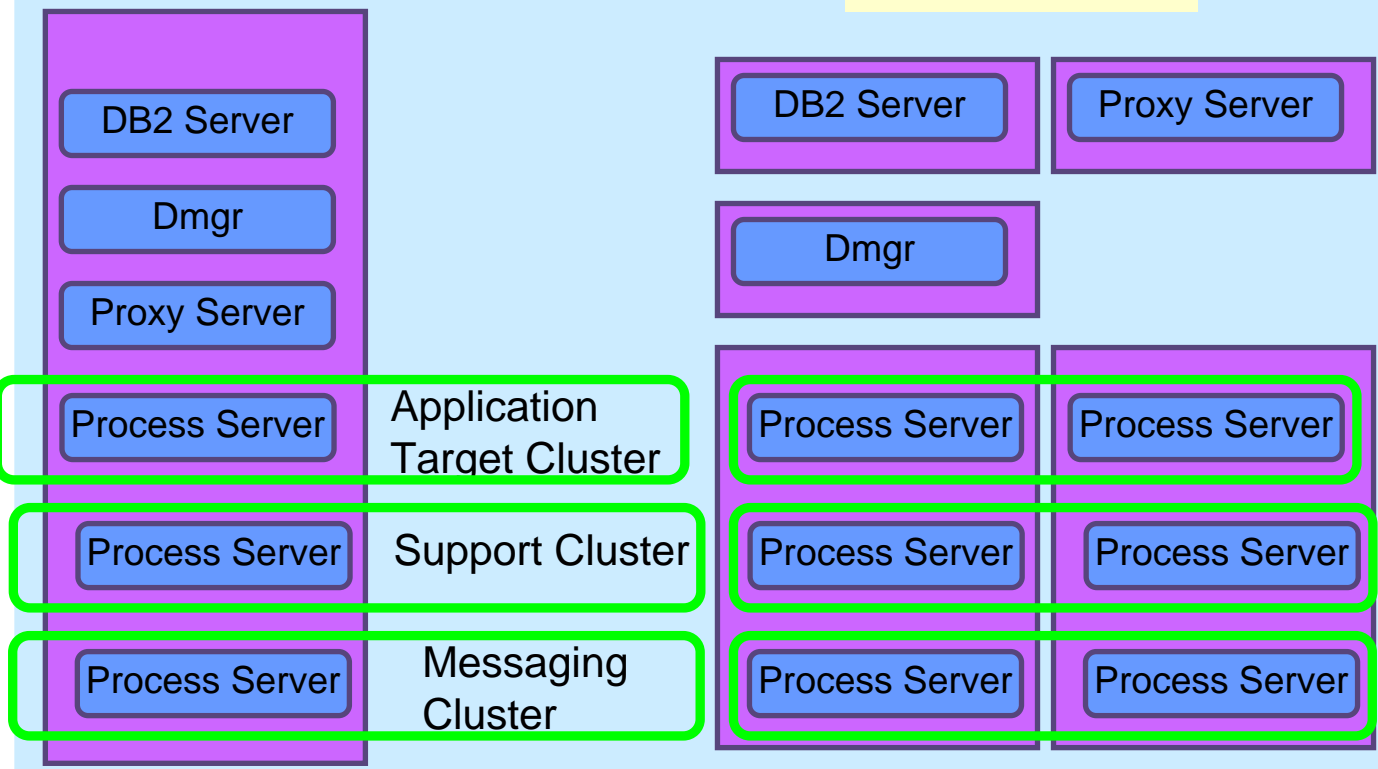 DB2 Server
Dmgr
Proxy Server
Process Server
Application
Target Cluster
Process Server
Support Cluster
Process Server
Messaging
Cluster
DB2 Server
Proxy Server
Dmgr
Process Server
Process Server
Process Server
Process Server
Process Server
Process Server